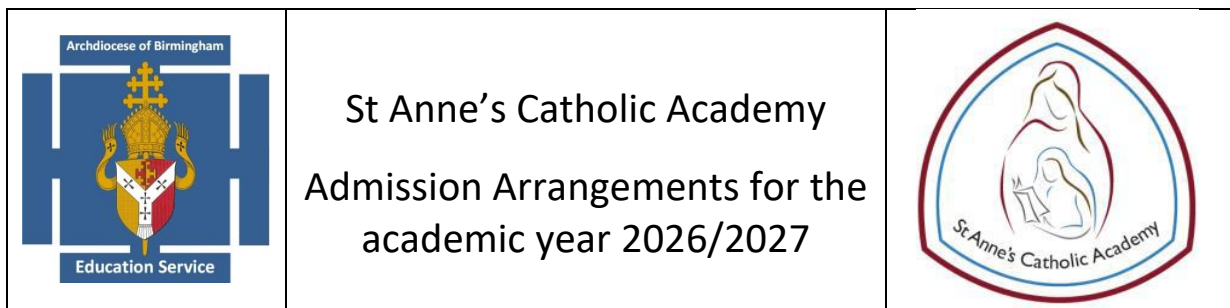 Archdiocese of Birmingham
Education Service
St Anne's Catholic Academy
Admission Arrangements for the
academic year 2026/2027
St Anne's Catholic Academy